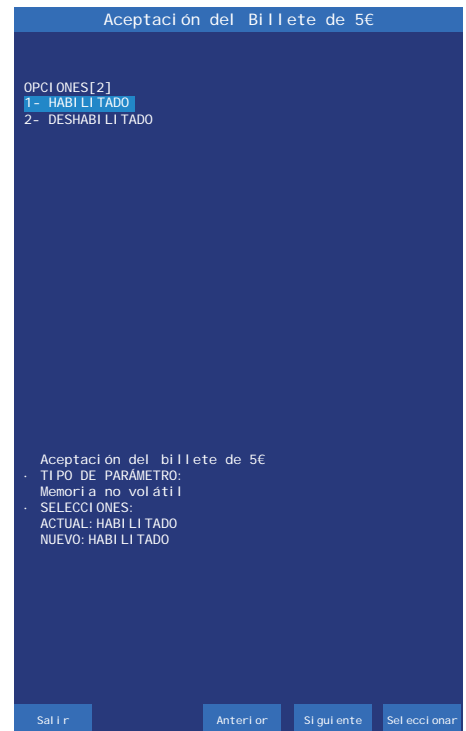 Aceptación del Billete de 5€
OPCIONES[2]
1- HABILITADO
2- DESHABILITADO
Aceptación del billete de 5€
· TIPO DE PARÁMETRO:
Memoria no volátil
· SELECCIONES:
ACTUAL:HABILITADO
NUEVO:HABILITADO
Salir Anterior Siguiente Seleccionar